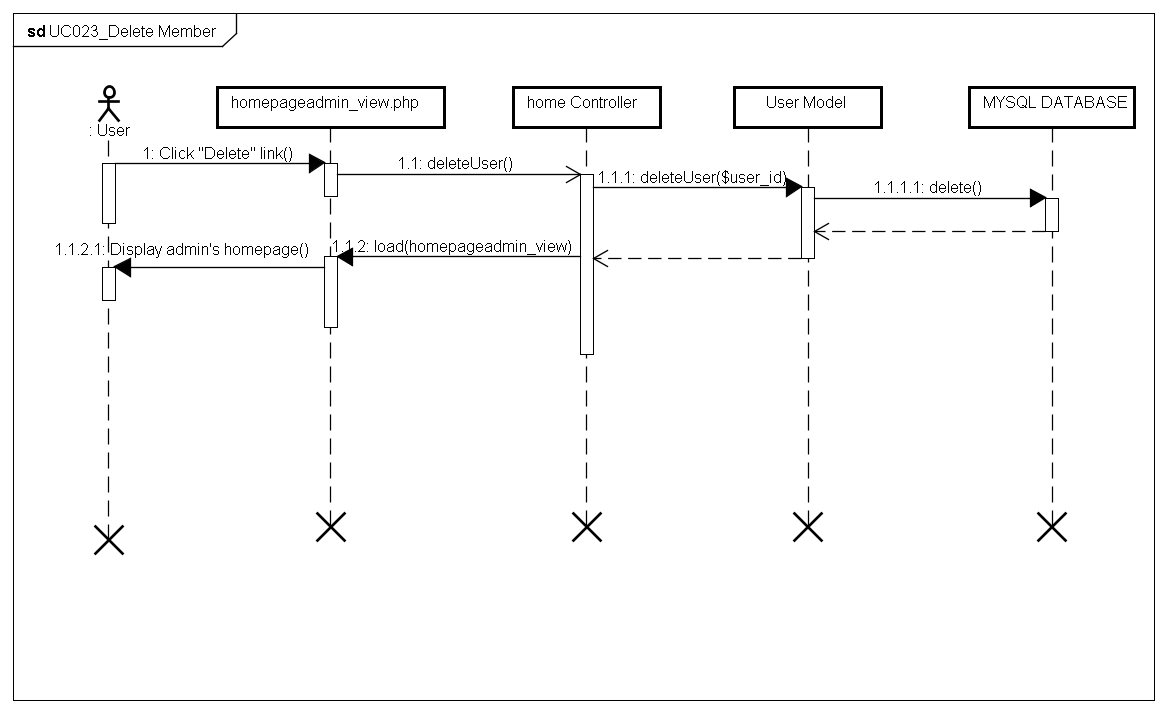 sd UC023_Delete Member
: User
homepageadmin_view.php
home Controller
User Model
MYSQL DATABASE
1: Click "Delete" link()
1.1: deleteUser()
1.1.1: deleteUser($user_id)
1.1.1.1: delete()
1.1.2.1: Display admin's homepage()
1.1.2: load(homepageadmin_view)